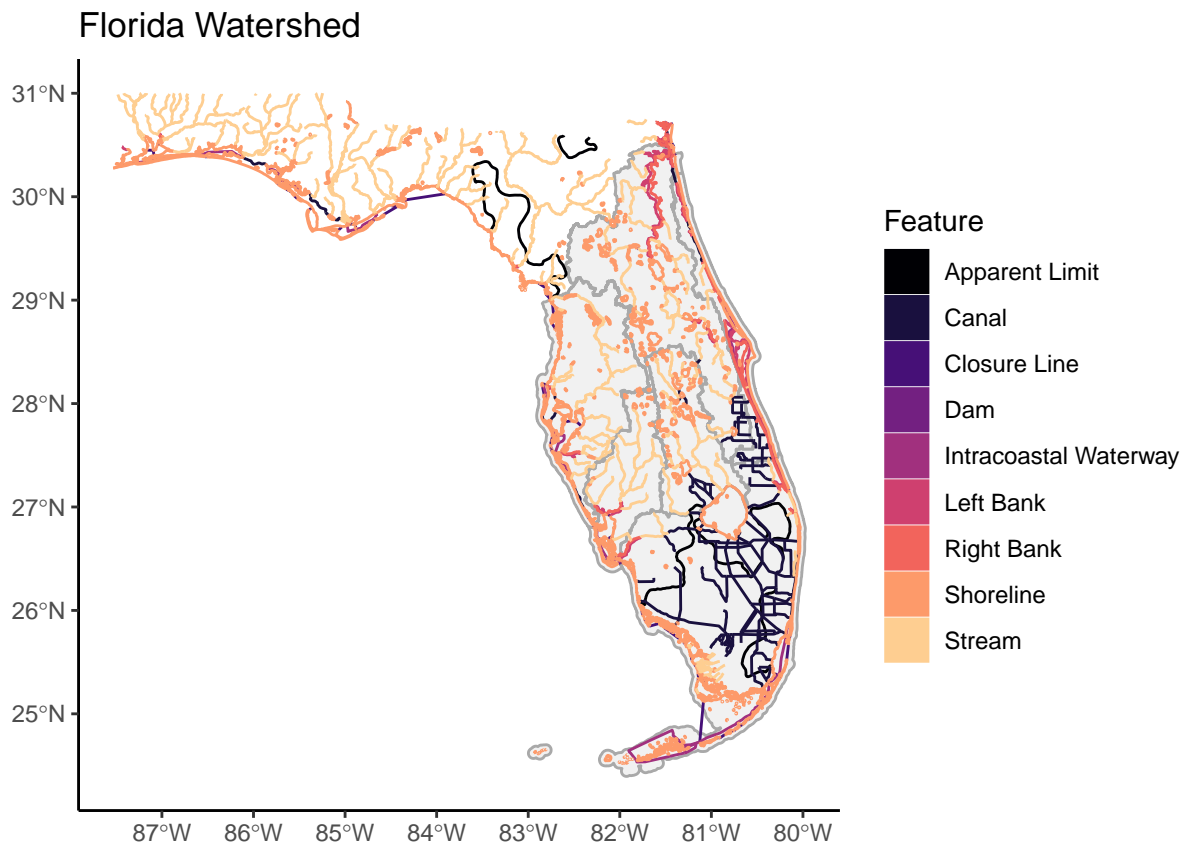 Florida Watershed
31°N
30°N
29°N
28°N
27°N
26°N
25°N
87°W 86°W 85°W 84°W 83°W 82°W 81°W 80°W
Feature
Apparent Limit
Canal
Closure Line
Dam
Intracoastal Waterway
Left Bank
Right Bank
Shoreline
Stream